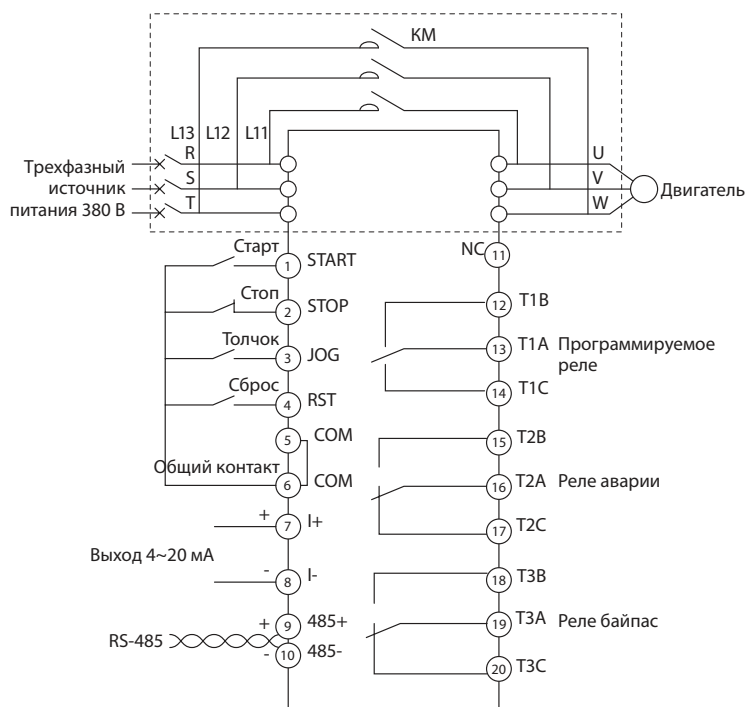 KM
L13 L12 L11
R
S
T
Трехфазный
источник
питания 380 В
U
V
W
Двигатель
Старт
1 START
Стоп
2 STOP
Толчок
3 JOG
Сброс
4 RST
5 COM
Общий контакт
6 COM
+ 7 I+
Выход 4~20 мА
- 8 I-
RS-485
+ 9 485+
- 10 485-
NC 11
12 T1B
13 T1A Программируемое
реле
14 T1C
15 T2B
16 T2A Реле аварии
17 T2C
18 T3B
19 T3A Реле байпас
20 T3C